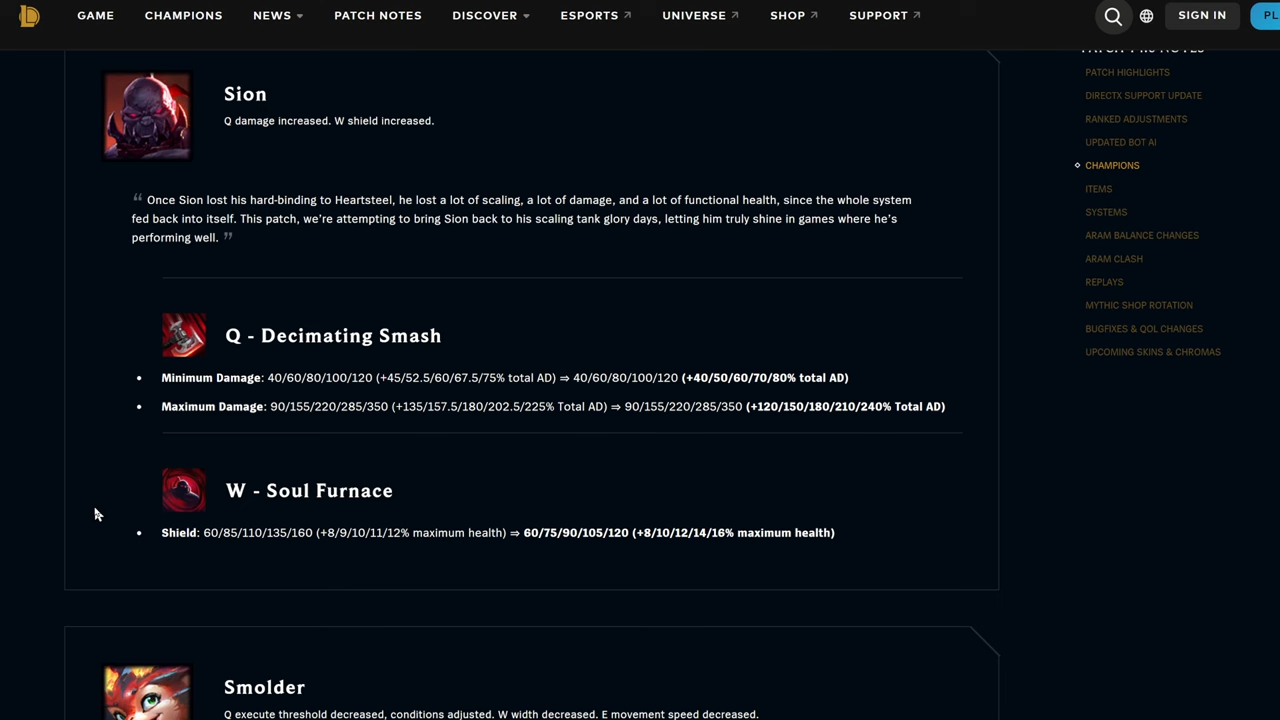 GAME CHAMPIONS NEWS PATCH NOTES DISCOVER ESPORTS UNIVERSE SHOP SUPPORT SIGN IN
Sion
Q damage increased. W shield increased.
“ Once Sion lost his hard-binding to Heartsteel, he lost a lot of scaling, a lot of damage, and a lot of functional health, since the whole system
fed back into itself. This patch, we’re attempting to bring Sion back to his scaling tank glory days, letting him truly shine in games where he’s
performing well. ”
Q - Decimating Smash
• Minimum Damage: 40/60/80/100/120 (+45/52.5/60/67.5/75% total AD) ⇒ 40/60/80/100/120 (+40/50/60/70/80% total AD)
• Maximum Damage: 90/155/220/285/350 (+135/157.5/180/202.5/225% Total AD) ⇒ 90/155/220/285/350 (+120/150/180/210/240% Total AD)
W - Soul Furnace
• Shield: 60/85/110/135/160 (+8/9/10/11/12% maximum health) ⇒ 60/75/90/105/120 (+8/10/12/14/16% maximum health)
Smolder
Q execute threshold decreased, conditions adjusted. W width decreased. E movement speed decreased.
PATCH HIGHLIGHTS
DIRECTX SUPPORT UPDATE
RANKED ADJUSTMENTS
UPDATED BOT AI
CHAMPIONS
ITEMS
SYSTEMS
ARAM BALANCE CHANGES
ARAM CLASH
REPLAYS
MYTHIC SHOP ROTATION
BUGFIXES & QOL CHANGES
UPCOMING SKINS & CHROMAS